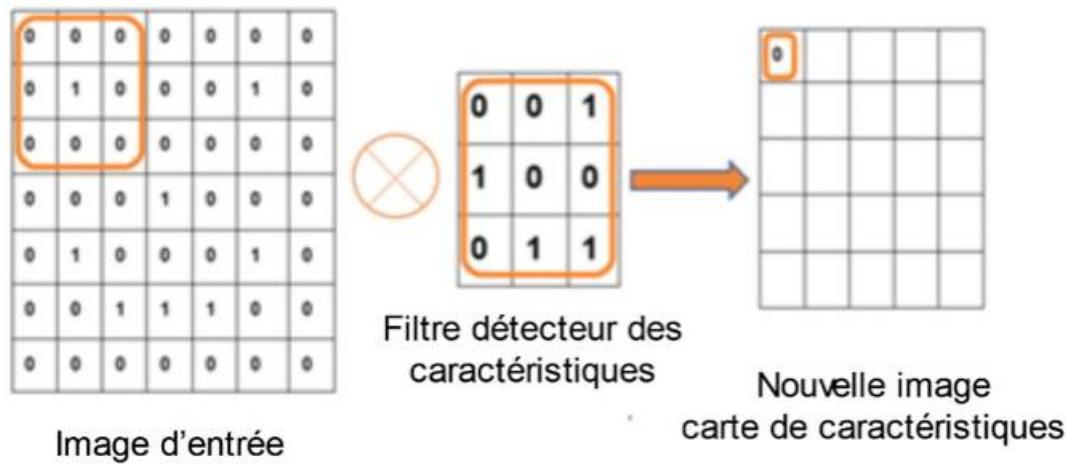 0 0 0 0 0 0 0
0 1 0 0 0 1 0
0 0 0 0 0 0 0
0 0 0 1 0 0 0
0 1 0 0 0 1 0
0 0 1 1 1 0 0
0 0 0 0 0 0 0
Image d'entrée
0 0 1
1 0 0
0 1 1
Filtre détecteur des
caractéristiques
0
Nouvelle image
carte de caractéristiques